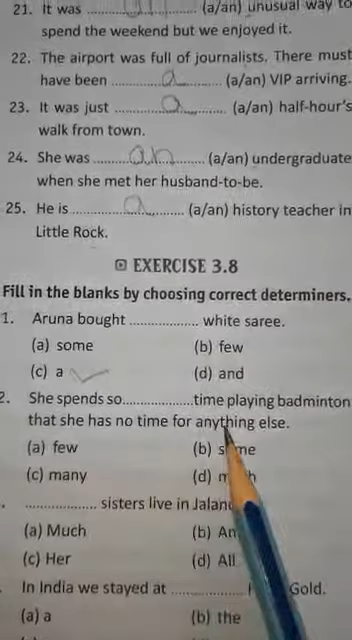 21. It was .................. (a/an) unusual way to
spend the weekend but we enjoyed it.
22. The airport was full of journalists. There must
have been ........a........ (a/an) VIP arriving.
23. It was just ........a........ (a/an) half-hour's
walk from town.
24. She was ........an........ (a/an) undergraduate
when she met her husband-to-be.
25. He is ........a........ (a/an) history teacher in
Little Rock.
EXERCISE 3.8
Fill in the blanks by choosing correct determiners.
1. Aruna bought .................. white saree.
(a) some (b) few
(c) a (d) and
2. She spends so..................time playing badminton
that she has no time for anything else.
(a) few (b)
(c) many (d)
.................. sisters live in
(a) Much (b)
(c) Her (d) All
In India we stayed at .................. Gold.
(a) a (b) the